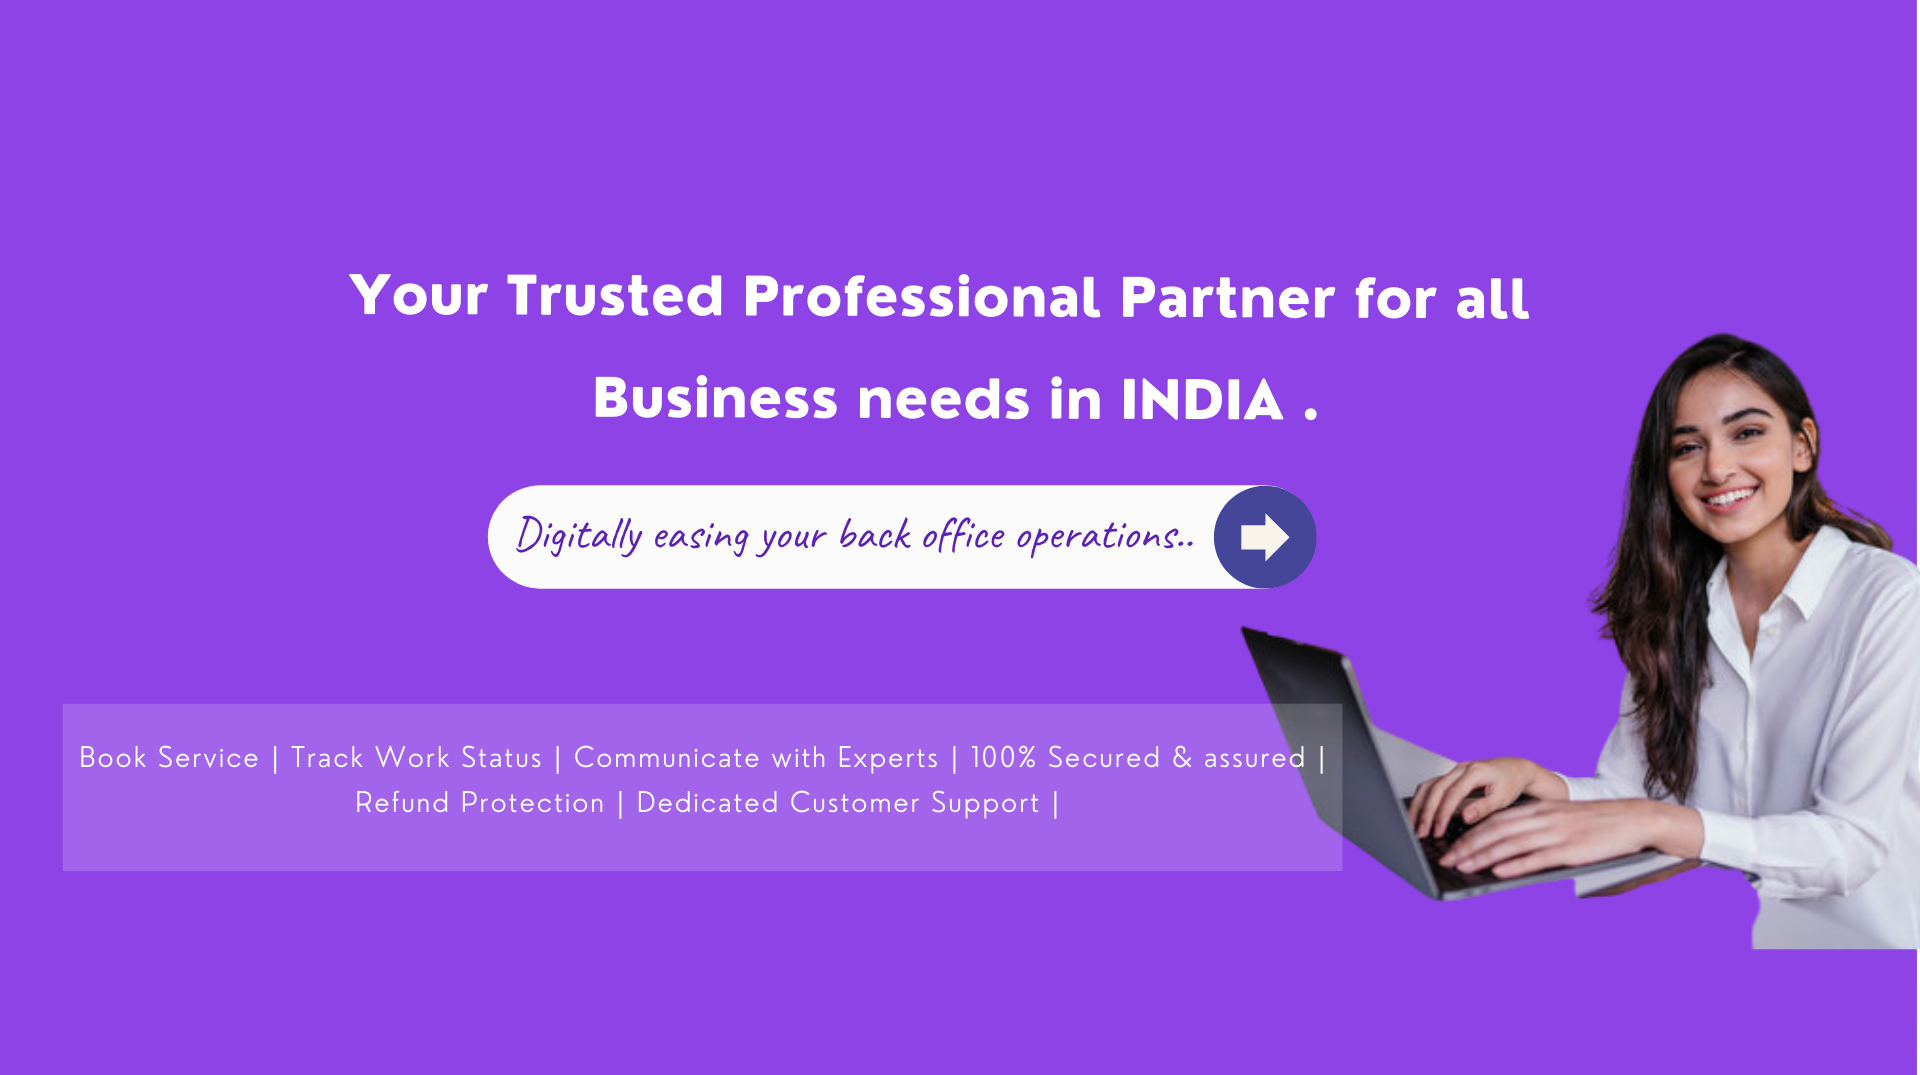 Your Trusted Professional Partner for all
Business needs in INDIA .
Digitally easing your back office operations..
Book Service | Track Work Status | Communicate with Experts | 100% Secured & assured |
Refund Protection | Dedicated Customer Support |